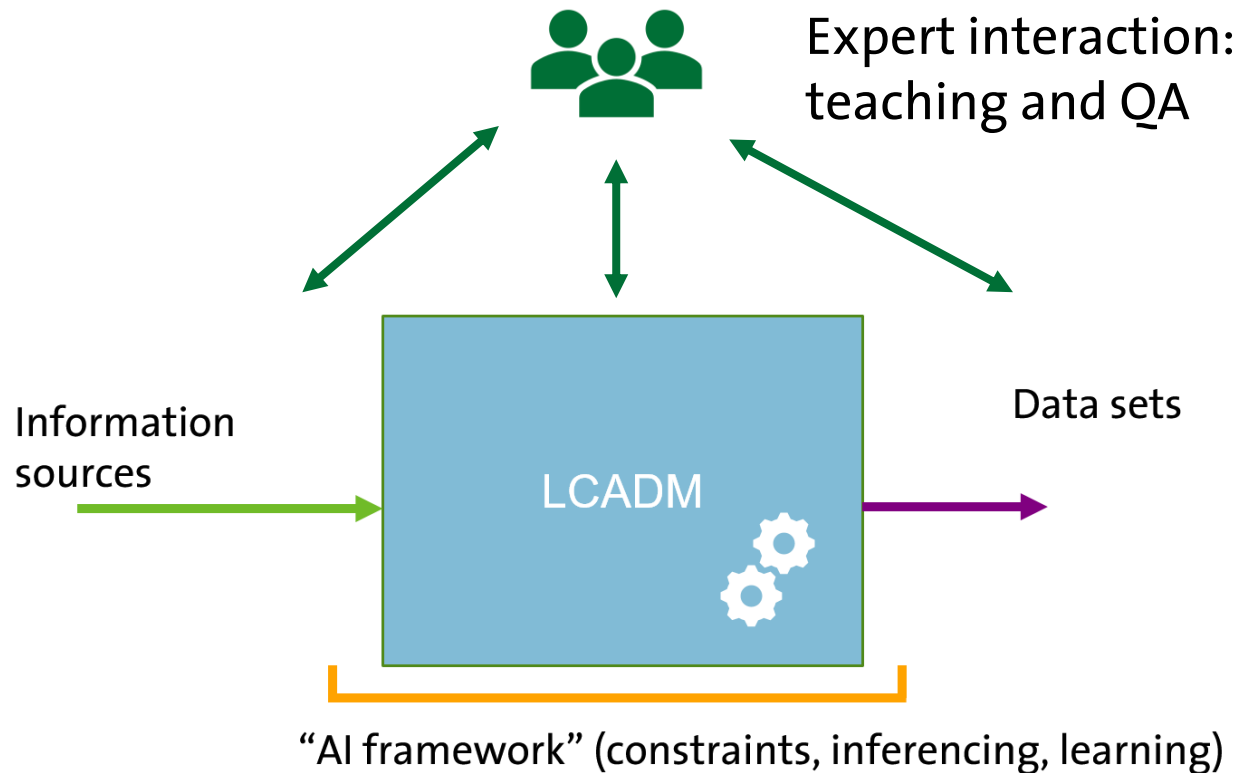 Expert interaction:
teaching and QA
Information
sources
Data sets
LCADM
“AI framework” (constraints, inferencing, learning)